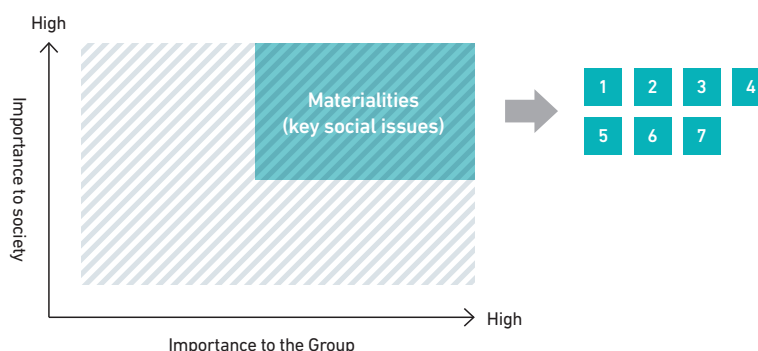 High
Importance to society
Materialities
(key social issues)
1 2 3 4
5 6 7
High
Importance to the Group